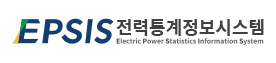 EPSIS 전력통계정보시스템
Electric Power Statistics Information System